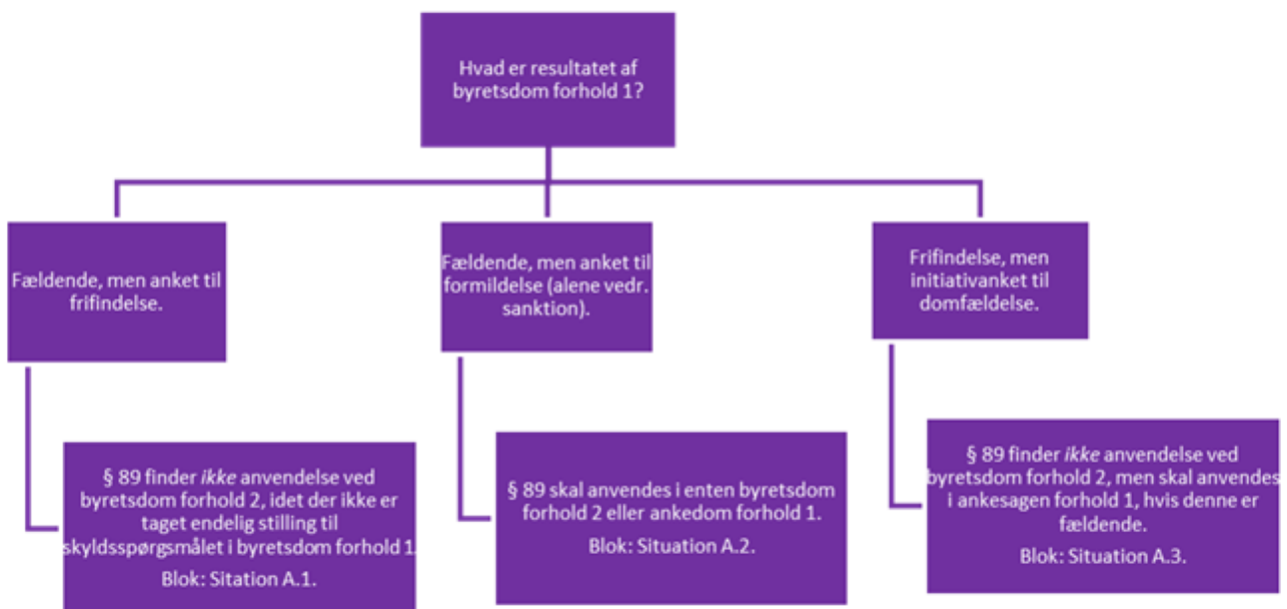 Hvad er resultatet af
byretsdom forhold 1?
Fældende, men anket til
frifindelse.
Fældende, men anket til
formildelse (alene vedr.
sanktion).
Frifindelse, men
initiativanket til
domfældelse.
§ 89 finder ikke anvendelse ved
byretsdom forhold 2, idet der ikke er
taget endelig stilling til
skyldsspørgsmålet i byretsdom forhold 1.
Blok: Sitation A.1.
§ 89 skal anvendes i enten byretsdom
forhold 2 eller ankedom forhold 1.
Blok: Situation A.2.
§ 89 finder ikke anvendelse ved
byretsdom forhold 2, men skal anvendes
i ankesagen forhold 1, hvis denne er
fældende.
Blok: Situation A.3.